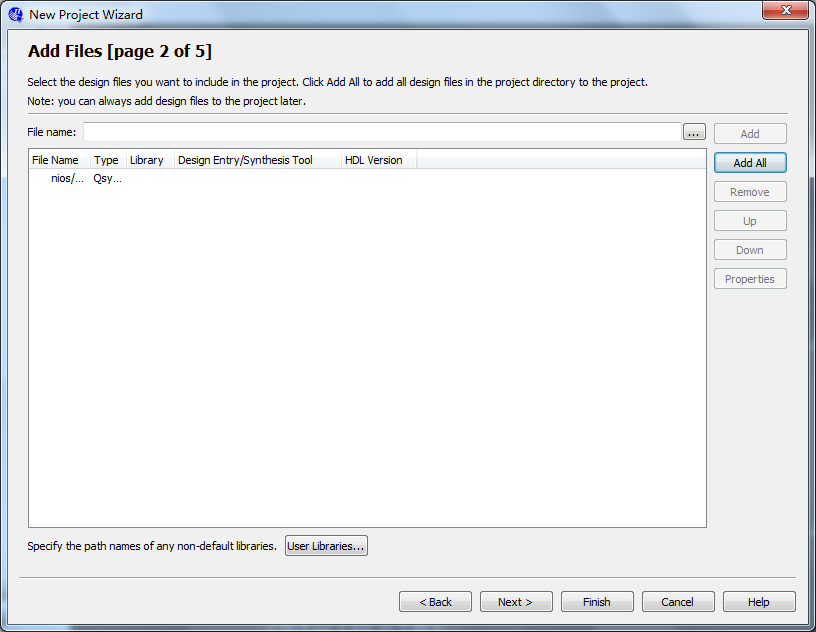 New Project Wizard
Add Files [page 2 of 5]
Select the design files you want to include in the project. Click Add All to add all design files in the project directory to the project.
Note: you can always add design files to the project later.
File name: ... Add
File Name Type Library Design Entry/Synthesis Tool HDL Version
nios/... Qsy...
Add All
Remove
Up
Down
Properties
Specify the path names of any non-default libraries. User Libraries...
< Back Next > Finish Cancel Help